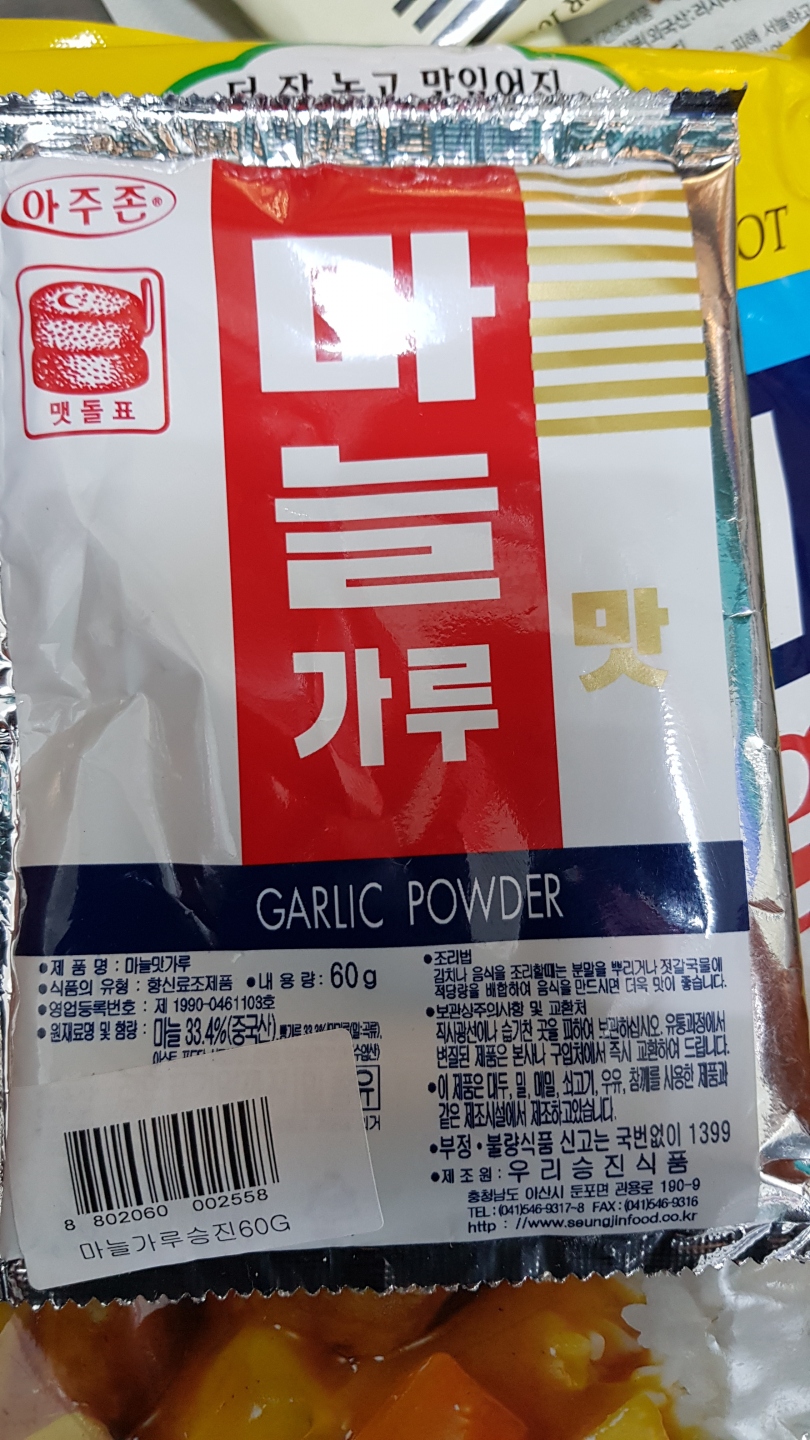 더 잘 녹고 맛있어진
OT
아주존®
맷돌표
마늘
가루
맛
GARLIC POWDER
•제 품 명 : 마늘맛가루
•식품의 유형 : 향신료조제품 •내 용 량 : 60g
•영업등록번호 : 제 1990-0461103호
•원재료명 및 함량 : 마늘 33.4%(중국산),
수염산)
유
•조리법
김치나 음식을 조리할때는 분말을 뿌리거나 젓갈국물에
적당량을 배합하여 음식을 만드시면 더욱 맛이 좋습니다.
•보관상주의사항 및 교환처
직사광선이나 습기찬 곳을 피하여 보관하십시오. 유통과정에서
변질된 제품은 본사나 구입처에서 즉시 교환하여 드립니다.
•이 제품은 대두, 밀, 메밀, 쇠고기, 우유, 참깨를 사용한 제품과
같은 제조시설에서 제조하고있습니다.
•부정•불량식품 신고는 국번없이 1399
•제 조 원 : 우리승진식품
충청남도 아산시 둔포면 관용로 190-9
TEL : (041)546-9317~8 FAX : (041)546-9316
http : //www.seungjinfood.co.kr
8 802060 002558
마늘가루승진60G